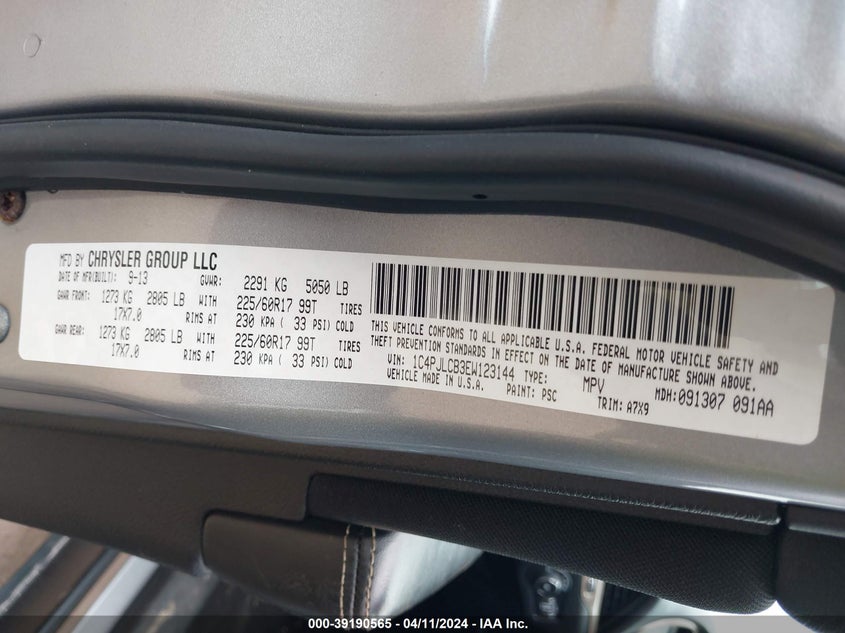 MFD BY CHRYSLER GROUP LLC
DATE OF MFR(BUILT): 9-13 GVWR: 2291 KG 5050 LB
GAWR FRONT: 1273 KG 2805 LB WITH 225/60R17 99T TIRES
17X7.0 RIMS AT 230 KPA ( 33 PSI) COLD
GAWR REAR: 1273 KG 2805 LB WITH 225/60R17 99T TIRES
17X7.0 RIMS AT 230 KPA ( 33 PSI) COLD
THIS VEHICLE CONFORMS TO ALL APPLICABLE U.S.A. FEDERAL MOTOR VEHICLE SAFETY AND
THEFT PREVENTION STANDARDS IN EFFECT ON THE DATE OF MANUFACTURE SHOWN ABOVE.
VIN: 1C4PJLCB3EW123144 TYPE: MPV MDH:091307 091AA
VEHICLE MADE IN U.S.A. PAINT: PSC TRIM: A7X9
000-39190565 - 04/11/2024 - IAA Inc.